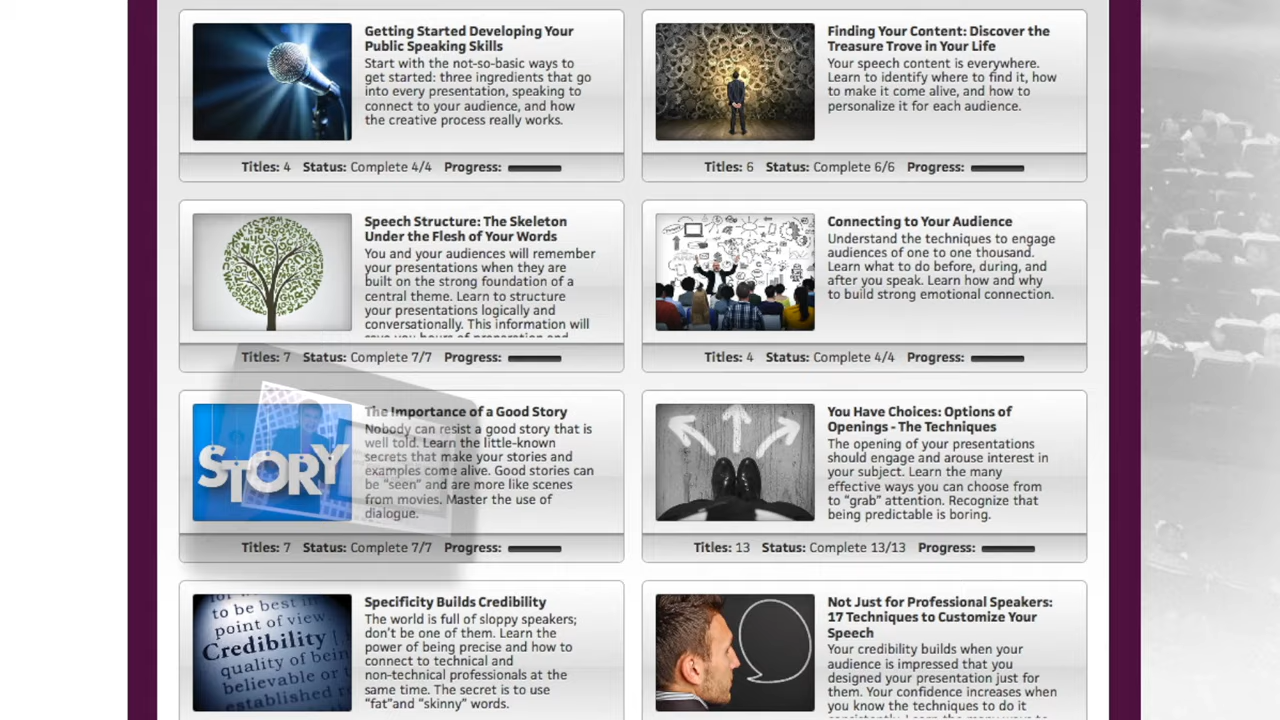 Getting Started Developing Your
Public Speaking Skills
Start with the not-so-basic ways to
get started: three ingredients that go
into every presentation, speaking to
connect to your audience, and how
the creative process really works.
Titles: 4 Status: Complete 4/4 Progress:
Finding Your Content: Discover the
Treasure Trove in Your Life
Your speech content is everywhere.
Learn to identify where to find it, how
to make it come alive, and how to
personalize it for each audience.
Titles: 6 Status: Complete 6/6 Progress:
Speech Structure: The Skeleton
Under the Flesh of Your Words
You and your audiences will remember
your presentations when they are
built on the strong foundation of a
central theme. Learn to structure
your presentations logically and
conversationally. This information will
Titles: 7 Status: Complete 7/7 Progress:
Connecting to Your Audience
Understand the techniques to engage
audiences of one to one thousand.
Learn what to do before, during, and
after you speak. Learn how and why
to build strong emotional connection.
Titles: 4 Status: Complete 4/4 Progress:
STORY
The Importance of a Good Story
Nobody can resist a good story that is
well told. Learn the little-known
secrets that make your stories and
examples come alive. Good stories can
be “seen” and are more like scenes
from movies. Master the use of
dialogue.
Titles: 7 Status: Complete 7/7 Progress:
You Have Choices: Options of
Openings - The Techniques
The opening of your presentations
should engage and arouse interest in
your subject. Learn the many
effective ways you can choose from
to “grab” attention. Recognize that
being predictable is boring.
Titles: 13 Status: Complete 13/13 Progress:
to be best in
point of view
Credibility
quality of bein
believable or
established r
Specificity Builds Credibility
The world is full of sloppy speakers;
don’t be one of them. Learn the
power of being precise and how to
connect to technical and
non-technical professionals at the
same time. The secret is to use
“fat”and “skinny” words.
Not Just for Professional Speakers:
17 Techniques to Customize Your
Speech
Your credibility builds when your
audience is impressed that you
designed your presentation just for
them. Your confidence increases when
you know the techniques to do it